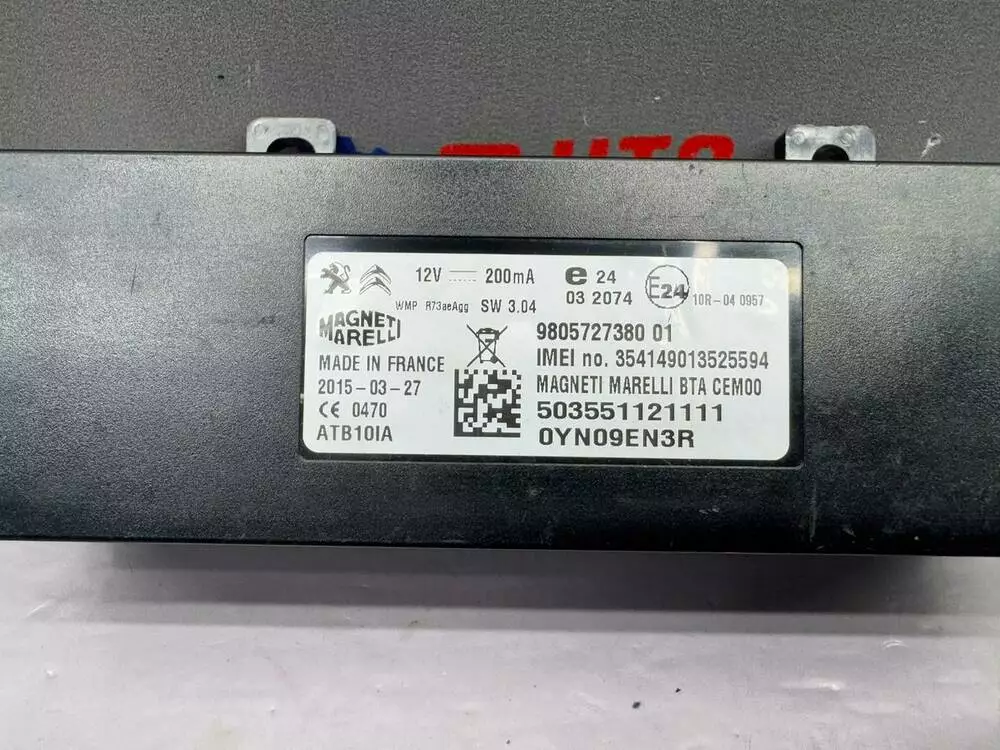 UTO
12V 200mA e 24
03 2074 E24 10R-04 0957
WMP R73aeAgg SW 3.04
MAGNETI
MARELLI
MADE IN FRANCE
2015-03-27
CE 0470
ATB10IA
9805727380 01
IMEI no. 354149013525594
MAGNETI MARELLI BTA CEM00
503551121111
0YN09EN3R